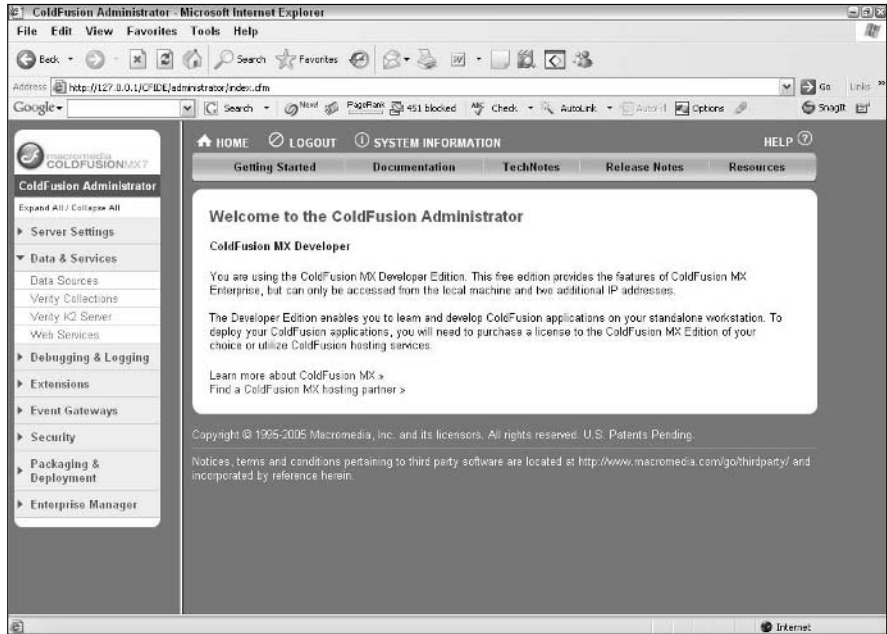 ColdFusion Administrator - Microsoft Internet Explorer
File Edit View Favorites Tools Help
Back Search Favorites
Address http://127.0.0.1/CFIDE/administrator/index.cfm Go Links »
Google Search New! PageRank 451 blocked ABC Check AutoLink AutoFill Options SnagIt
macromedia
COLDFUSION MX7
ColdFusion Administrator
Expand All / Collapse All
Server Settings
Data & Services
Data Sources
Verity Collections
Verity K2 Server
Web Services
Debugging & Logging
Extensions
Event Gateways
Security
Packaging &
Deployment
Enterprise Manager
HOME LOGOUT SYSTEM INFORMATION HELP
Getting Started Documentation TechNotes Release Notes Resources
Welcome to the ColdFusion Administrator
ColdFusion MX Developer
You are using the ColdFusion MX Developer Edition. This free edition provides the features of ColdFusion MX
Enterprise, but can only be accessed from the local machine and two additional IP addresses.
The Developer Edition enables you to learn and develop ColdFusion applications on your standalone workstation. To
deploy your ColdFusion applications, you will need to purchase a license to the ColdFusion MX Edition of your
choice or utilize ColdFusion hosting services.
Learn more about ColdFusion MX »
Find a ColdFusion MX hosting partner >
Copyright © 1995-2005 Macromedia, Inc. and its licensors. All rights reserved. U.S. Patents Pending.
Notices, terms and conditions pertaining to third party software are located at http://www.macromedia.com/go/thirdparty/ and
incorporated by reference herein.
Internet